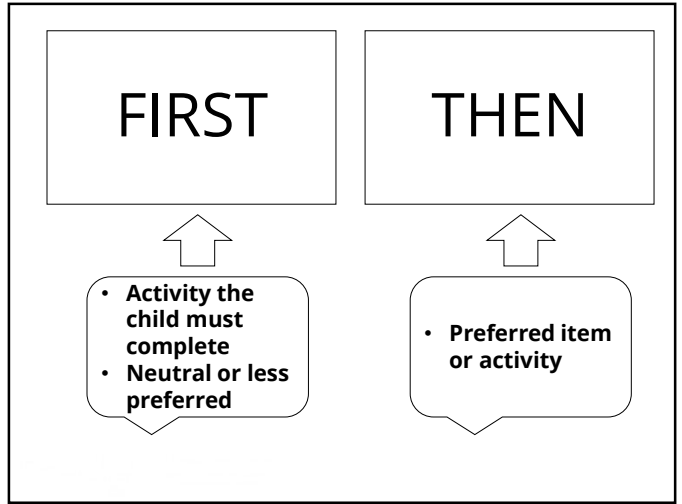 FIRST
THEN
• Activity the
child must
complete
• Neutral or less
preferred
• Preferred item
or activity